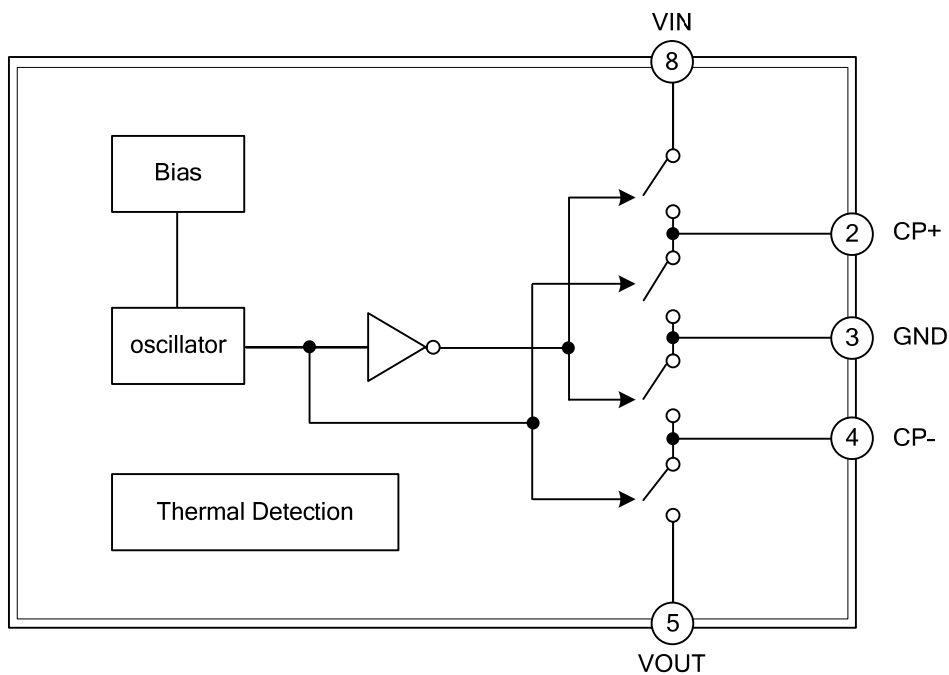 VIN
8
Bias
2 CP+
oscillator
3 GND
4 CP-
Thermal Detection
5
VOUT